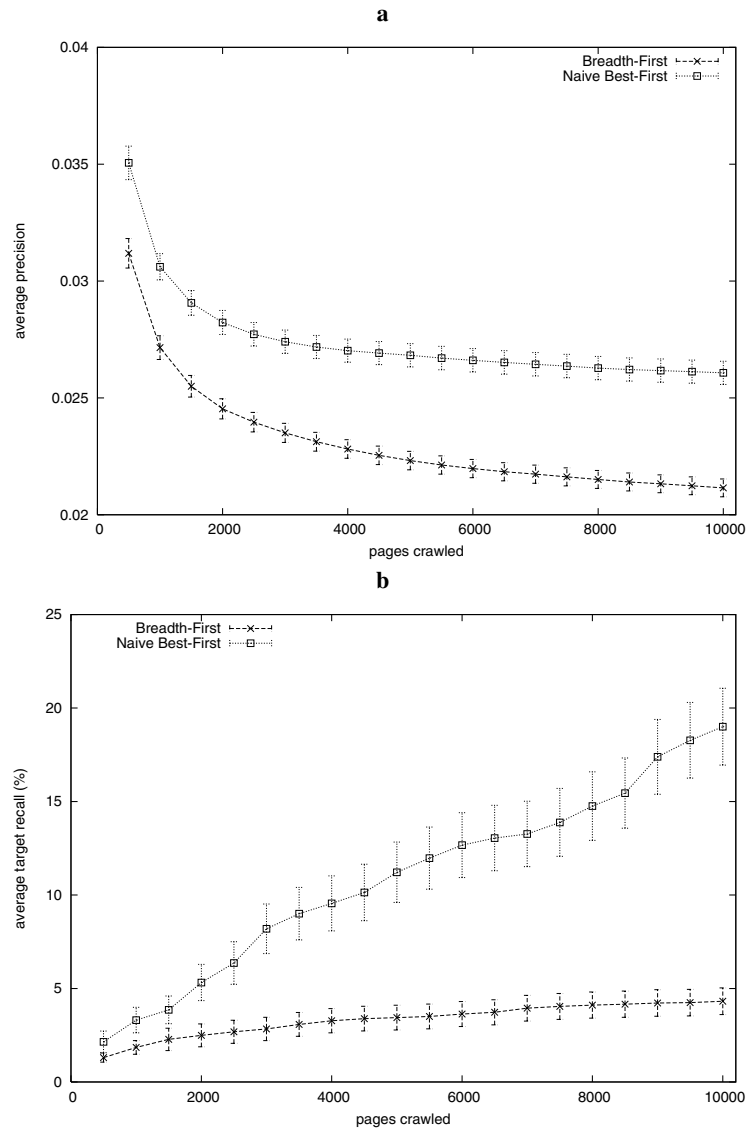 a
0.04
Breadth-First
Naive Best-First
0.035
0.03
0.025
0.02
average precision
0
2000
4000
6000
8000
10000
pages crawled
b
25
Breadth-First
Naive Best-First
20
15
10
5
0
average target recall (%)
0
2000
4000
6000
8000
10000
pages crawled